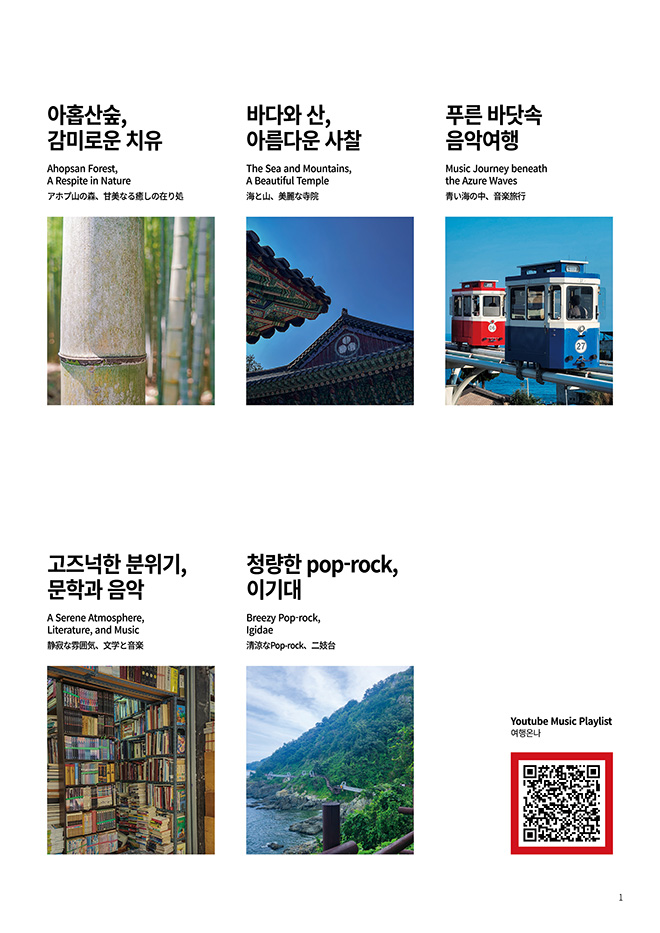 아홉산숲,
감미로운 치유
Ahopsan Forest,
A Respite in Nature
アホプ山の森、甘美なる癒しの在り処
바다와 산,
아름다운 사찰
The Sea and Mountains,
A Beautiful Temple
海と山、美麗な寺院
푸른 바닷속
음악여행
Music Journey beneath
the Azure Waves
青い海の中、音楽旅行
27
고즈넉한 분위기,
문학과 음악
A Serene Atmosphere,
Literature, and Music
静寂な雰囲気、文学と音楽
청량한 pop-rock,
이기대
Breezy Pop-rock,
Igidae
清涼なPop-rock、二妓台
Youtube Music Playlist
여행온나
1